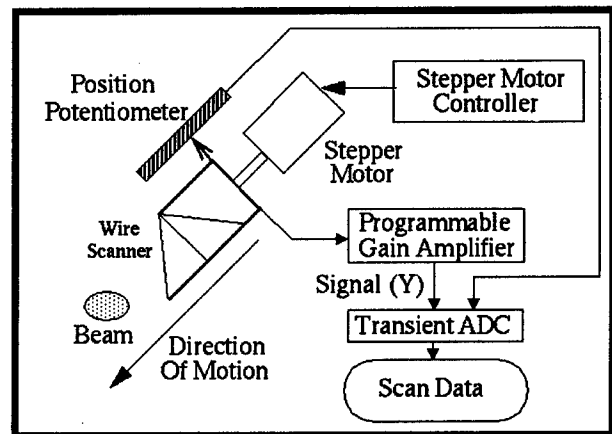 Position
Potentiometer
Stepper Motor
Controller
Stepper
Motor
Wire
Scanner
Programmable
Gain Amplifier
Signal (Y)
Beam
Transient ADC
Direction
Of Motion
Scan Data